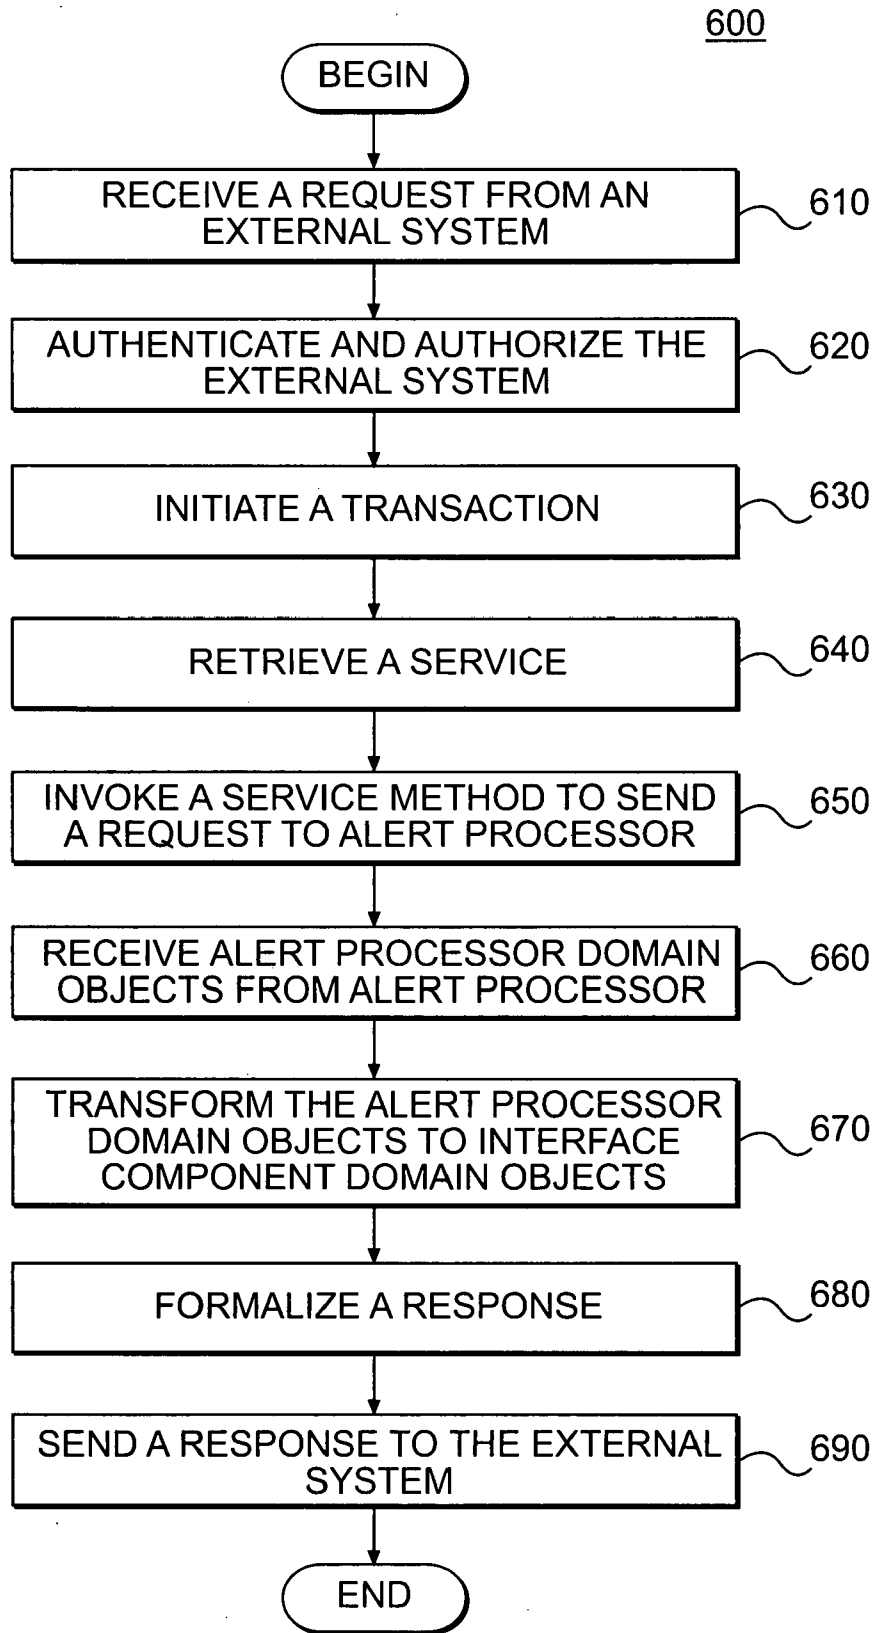 600
BEGIN
RECEIVE A REQUEST FROM AN
EXTERNAL SYSTEM
610
AUTHENTICATE AND AUTHORIZE THE
EXTERNAL SYSTEM
620
INITIATE A TRANSACTION
630
RETRIEVE A SERVICE
640
INVOKE A SERVICE METHOD TO SEND
A REQUEST TO ALERT PROCESSOR
650
RECEIVE ALERT PROCESSOR DOMAIN
OBJECTS FROM ALERT PROCESSOR
660
TRANSFORM THE ALERT PROCESSOR
DOMAIN OBJECTS TO INTERFACE
COMPONENT DOMAIN OBJECTS
670
FORMALIZE A RESPONSE
680
SEND A RESPONSE TO THE EXTERNAL
SYSTEM
690
END